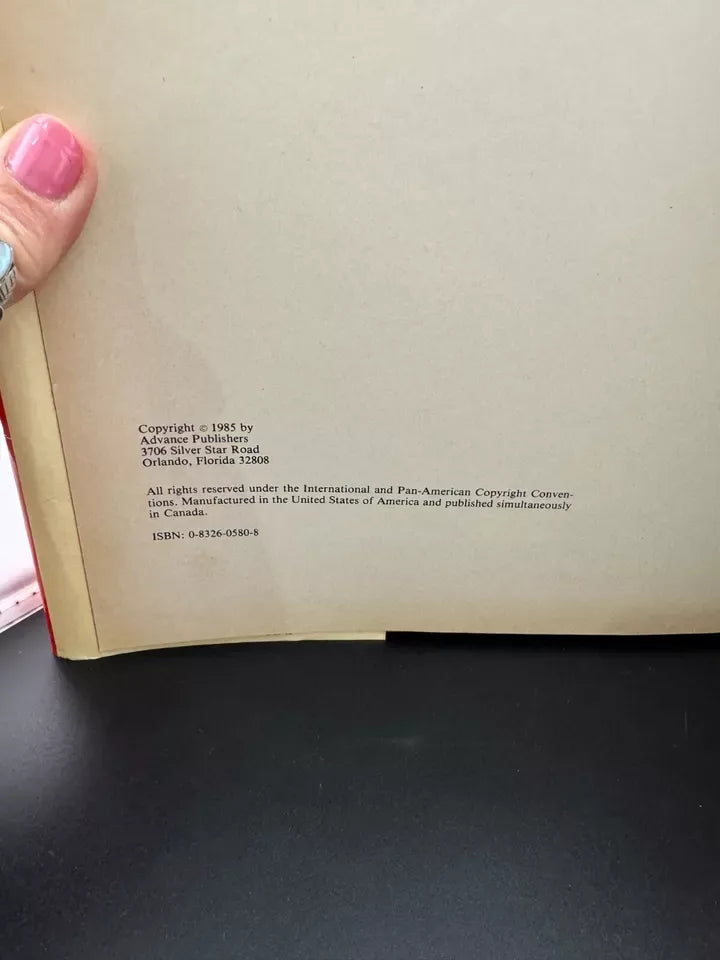 Copyright © 1985 by
Advance Publishers
3706 Silver Star Road
Orlando, Florida 32808
All rights reserved under the International and Pan-American Copyright Conven-
tions. Manufactured in the United States of America and published simultaneously
in Canada.
ISBN: 0-8326-0580-8